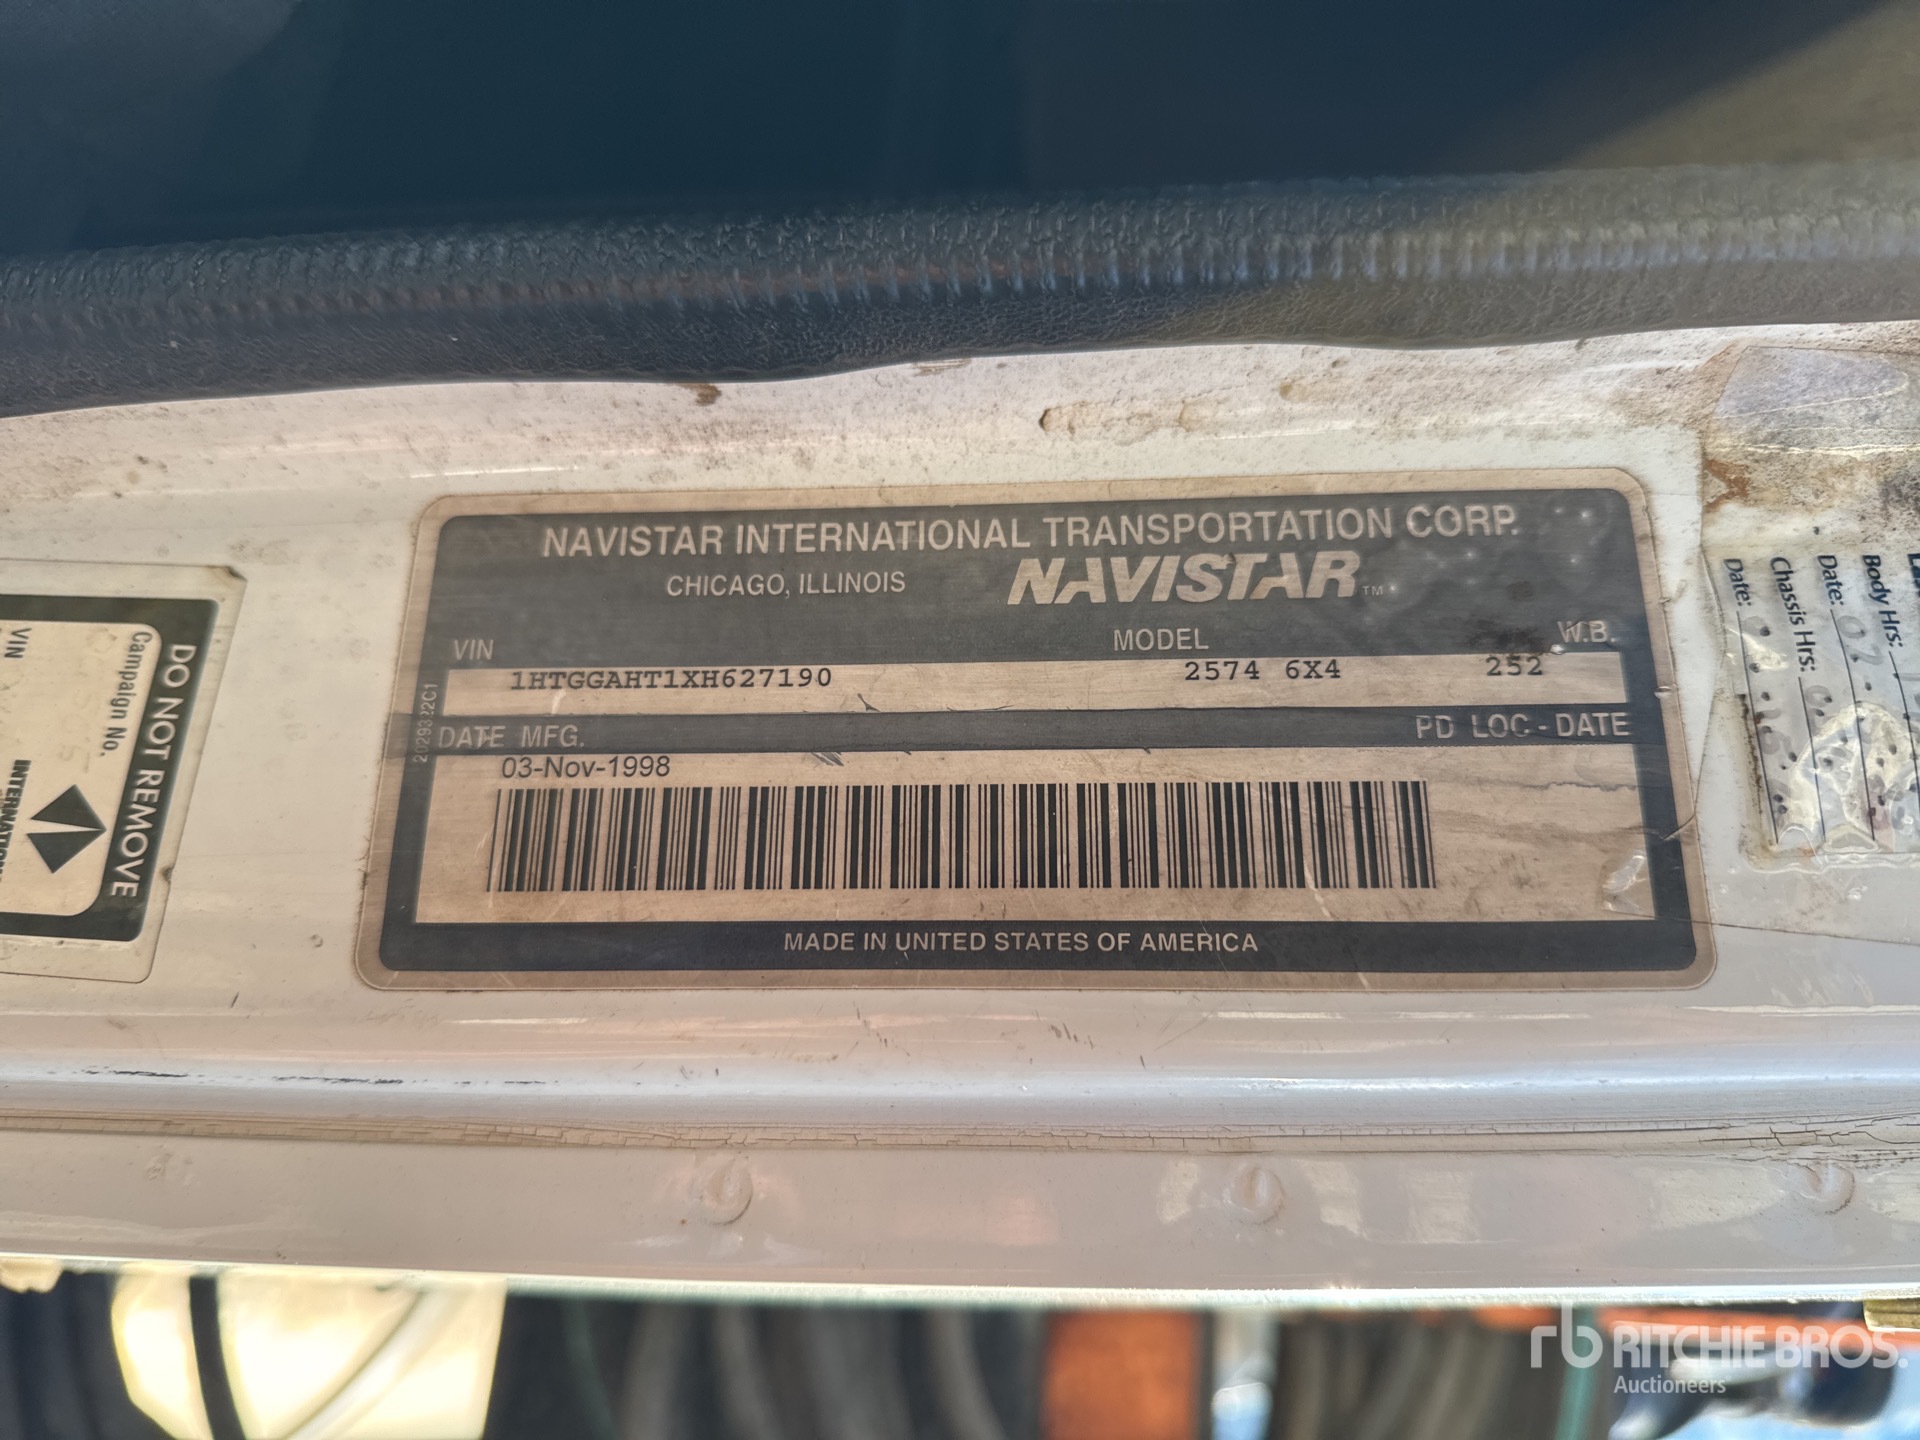 NAVISTAR INTERNATIONAL TRANSPORTATION CORP.
CHICAGO, ILLINOIS NAVISTAR™
VIN MODEL W.B.
1HTGGAHT1XH627190 2574 6X4 252
DATE MFG. PD LOC - DATE
03-Nov-1998
MADE IN UNITED STATES OF AMERICA
DO NOT REMOVE
Campaign No.
VIN
Body Hrs:
Date:
Chassis Hrs:
Date:
rb RITCHIE BROS.
Auctioneers